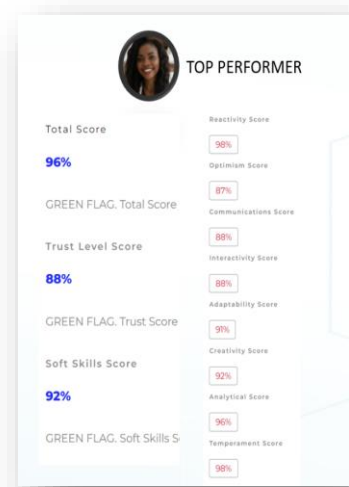 TOP PERFORMER
Total Score
96%
GREEN FLAG. Total Score
Trust Level Score
88%
GREEN FLAG. Trust Score
Soft Skills Score
92%
GREEN FLAG. Soft Skills S
Reactivity Score
98%
Optimism Score
87%
Communications Score
88%
Interactivity Score
88%
Adaptability Score
91%
Creativity Score
92%
Analytical Score
96%
Temperament Score
98%